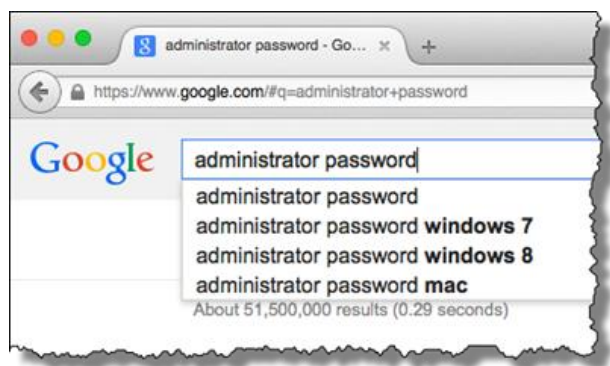 administrator password - Go...
https://www.google.com/#q=administrator+password
Google administrator password
administrator password
administrator password windows 7
administrator password windows 8
administrator password mac
About 51,500,000 results (0.29 seconds)